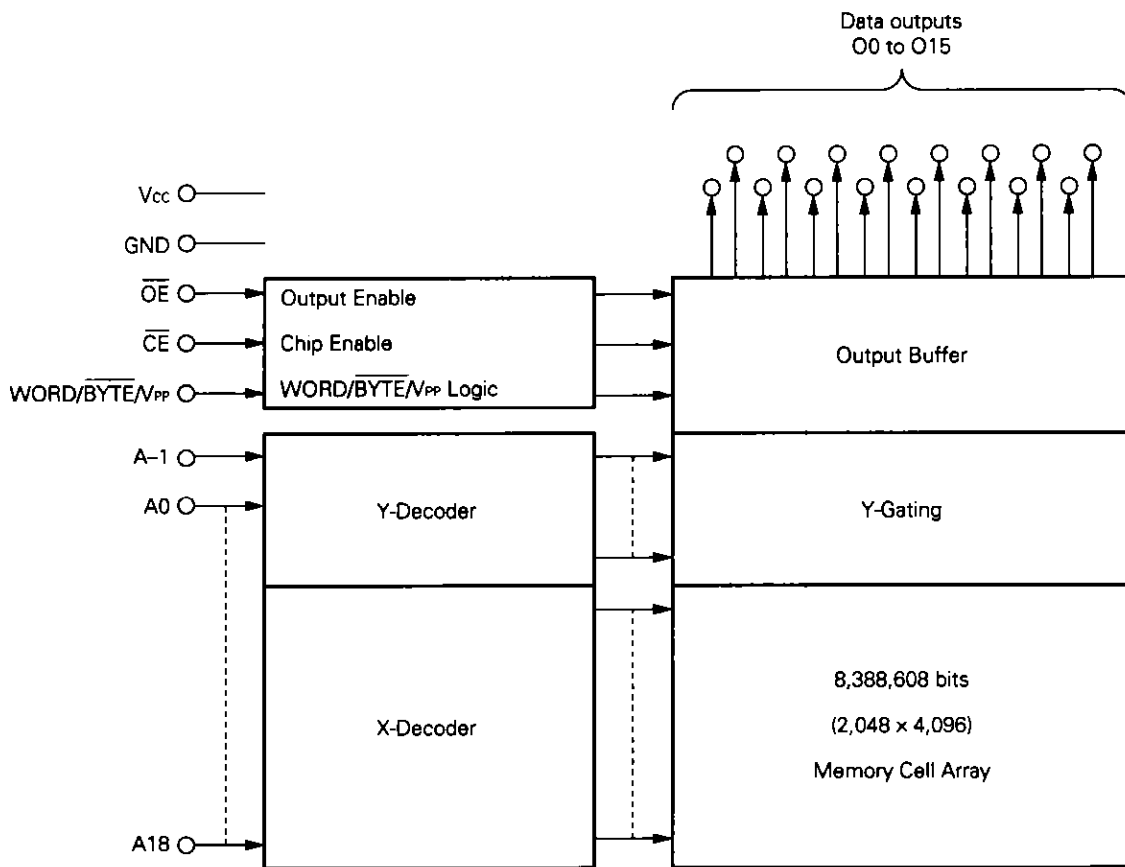 Data outputs
O0 to O15
Vcc
GND
OE
Output Enable
CE
Chip Enable
Output Buffer
WORD/BYTE/VPP
WORD/BYTE/VPP Logic
A–1
A0
Y-Decoder
Y-Gating
8,388,608 bits
X-Decoder
(2,048 × 4,096)
Memory Cell Array
A18